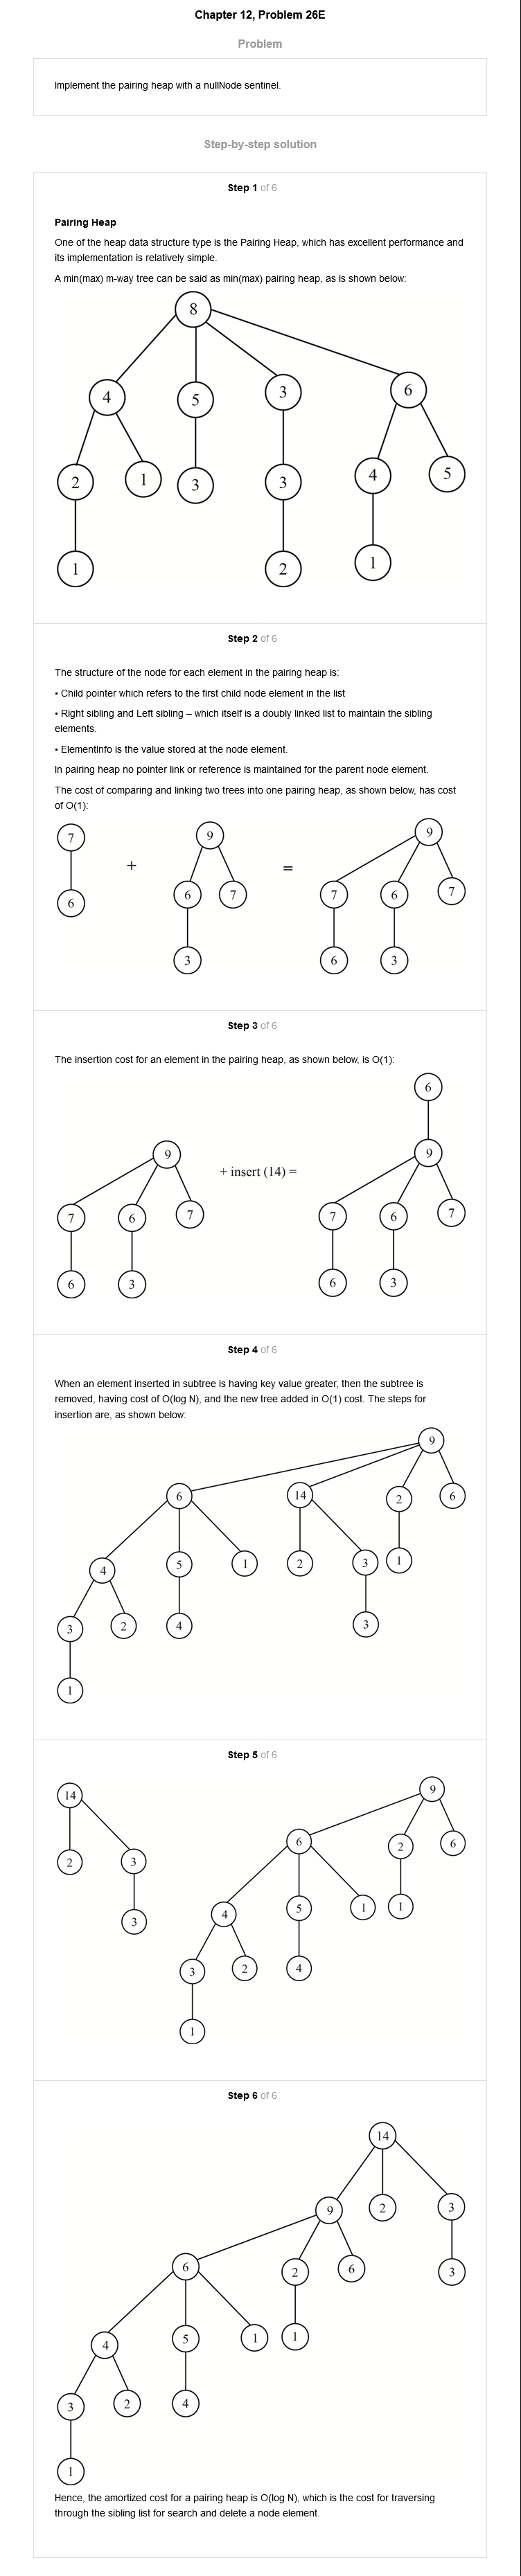 Chapter 12, Problem 26E
Problem
Implement the pairing heap with a nullNode sentinel.
Step-by-step solution
Step 1 of 6
Pairing Heap
One of the heap data structure type is the Pairing Heap, which has excellent performance and
its implementation is relatively simple.
A min(max) m-way tree can be said as min(max) pairing heap, as is shown below:
8
4 5 3 6
2 1 3 3 4 5
1 2 1
Step 2 of 6
The structure of the node for each element in the pairing heap is:
• Child pointer which refers to the first child node element in the list
• Right sibling and Left sibling – which itself is a doubly linked list to maintain the sibling
elements.
• ElementInfo is the value stored at the node element.
In pairing heap no pointer link or reference is maintained for the parent node element.
The cost of comparing and linking two trees into one pairing heap, as shown below, has cost
of O(1):
7 9 9
+ =
6 6 7 7 6 7
3 6 3
Step 3 of 6
The insertion cost for an element in the pairing heap, as shown below, is O(1):
6
9 9
+ insert (14) =
7 6 7 7 6 7
6 3 6 3
Step 4 of 6
When an element inserted in subtree is having key value greater, then the subtree is
removed, having cost of O(log N), and the new tree added in O(1) cost. The steps for
insertion are, as shown below:
9
6 14 2 6
4 5 1 2 3 1
3 2 4 3
1
Step 5 of 6
14 9
6 2 6
2 3
4 5 1 1
3
3 2 4
1
Step 6 of 6
14
9 2 3
6 2 6 3
4 5 1 1
3 2 4
1
Hence, the amortized cost for a pairing heap is O(log N), which is the cost for traversing
through the sibling list for search and delete a node element.